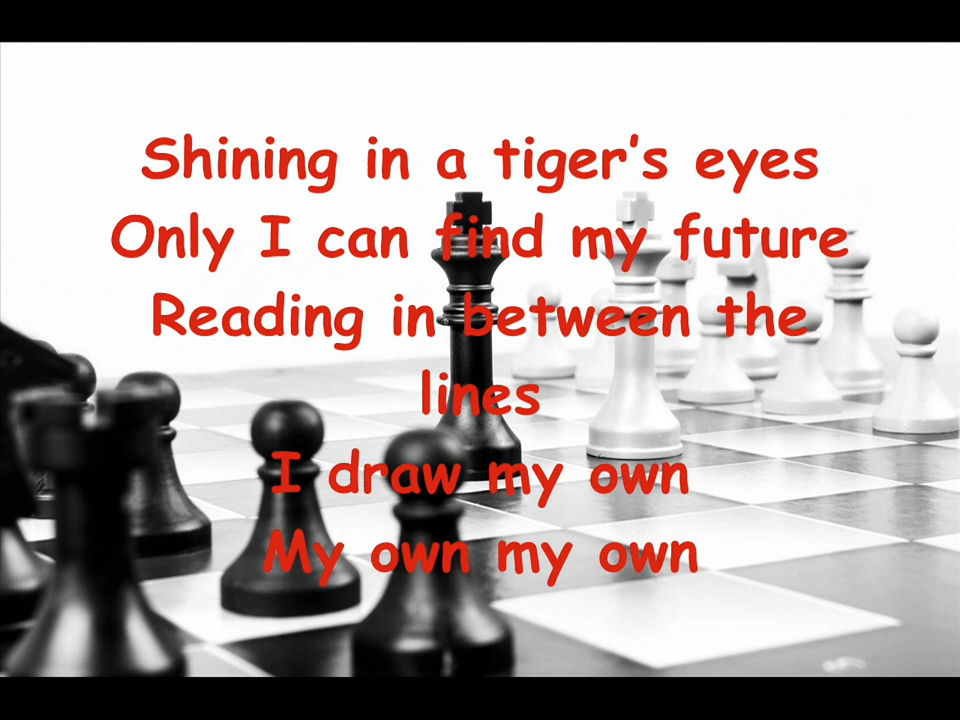 Shining in a tiger's eyes
Only I can find my future
Reading in between the
lines
I draw my own
My own my own